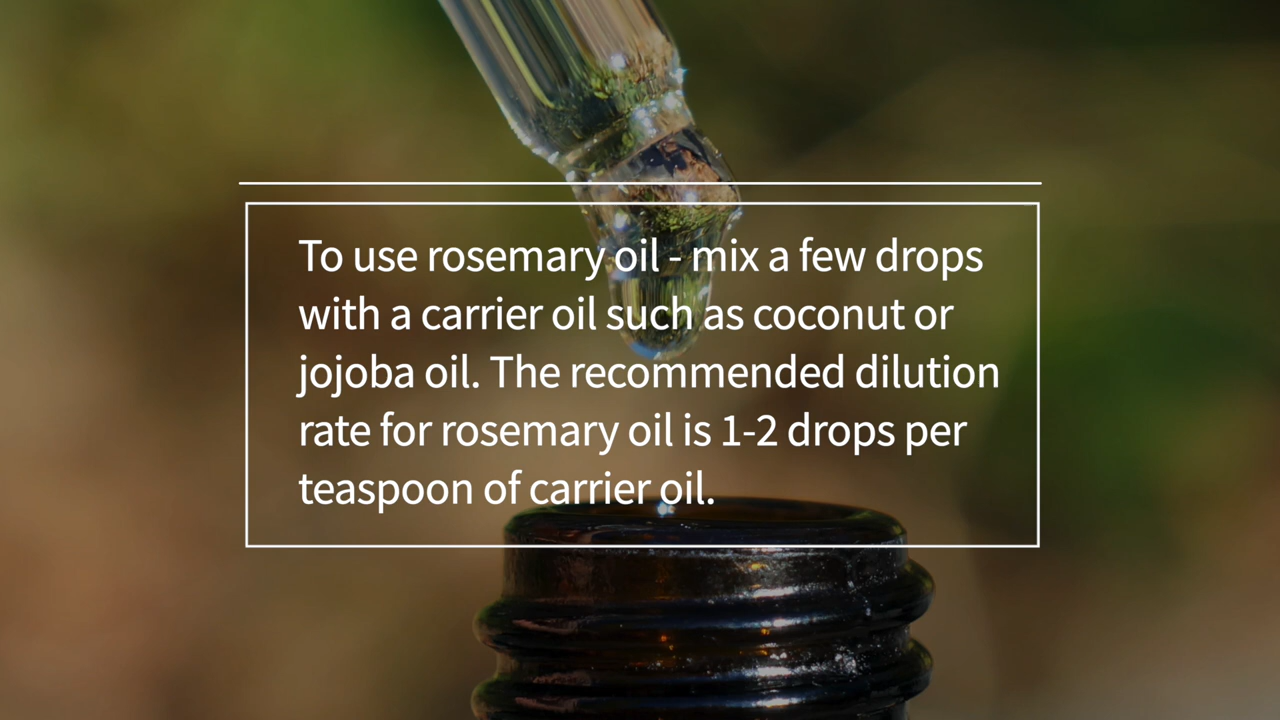 To use rosemary oil - mix a few drops
with a carrier oil such as coconut or
jojoba oil. The recommended dilution
rate for rosemary oil is 1-2 drops per
teaspoon of carrier oil.